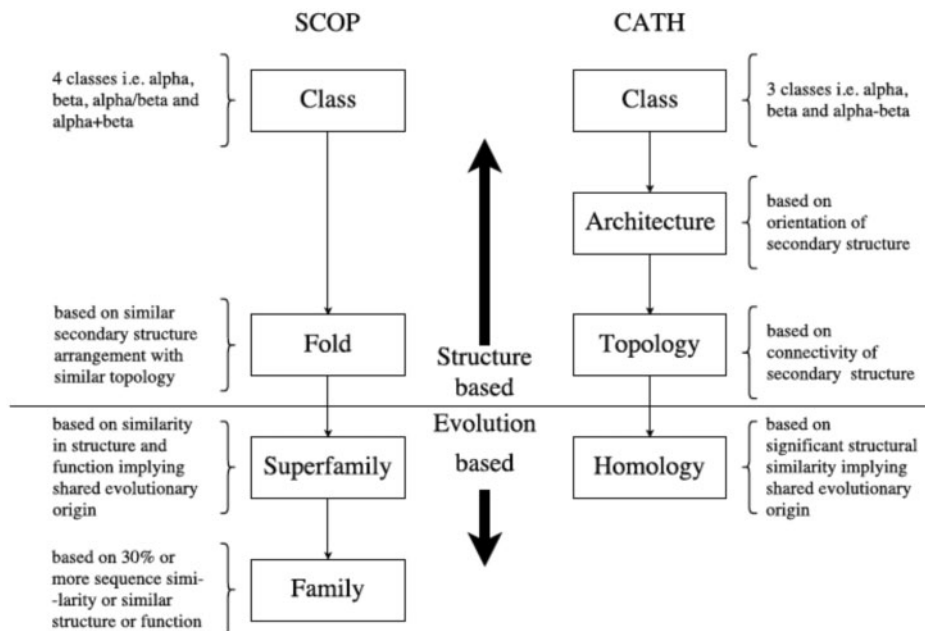 SCOP
CATH
4 classes i.e. alpha,
beta, alpha/beta and
alpha+beta
Class
Class
3 classes i.e. alpha,
beta and alpha-beta
Architecture
based on
orientation of
secondary structure
based on similar
secondary structure
arrangement with
similar topology
Fold
Structure
based
Topology
based on
connectivity of
secondary structure
Evolution
based
based on similarity
in structure and
function implying
shared evolutionary
origin
Superfamily
Homology
based on
significant structural
similarity implying
shared evolutionary
origin
based on 30% or
more sequence simi-
-larity or similar
structure or function
Family